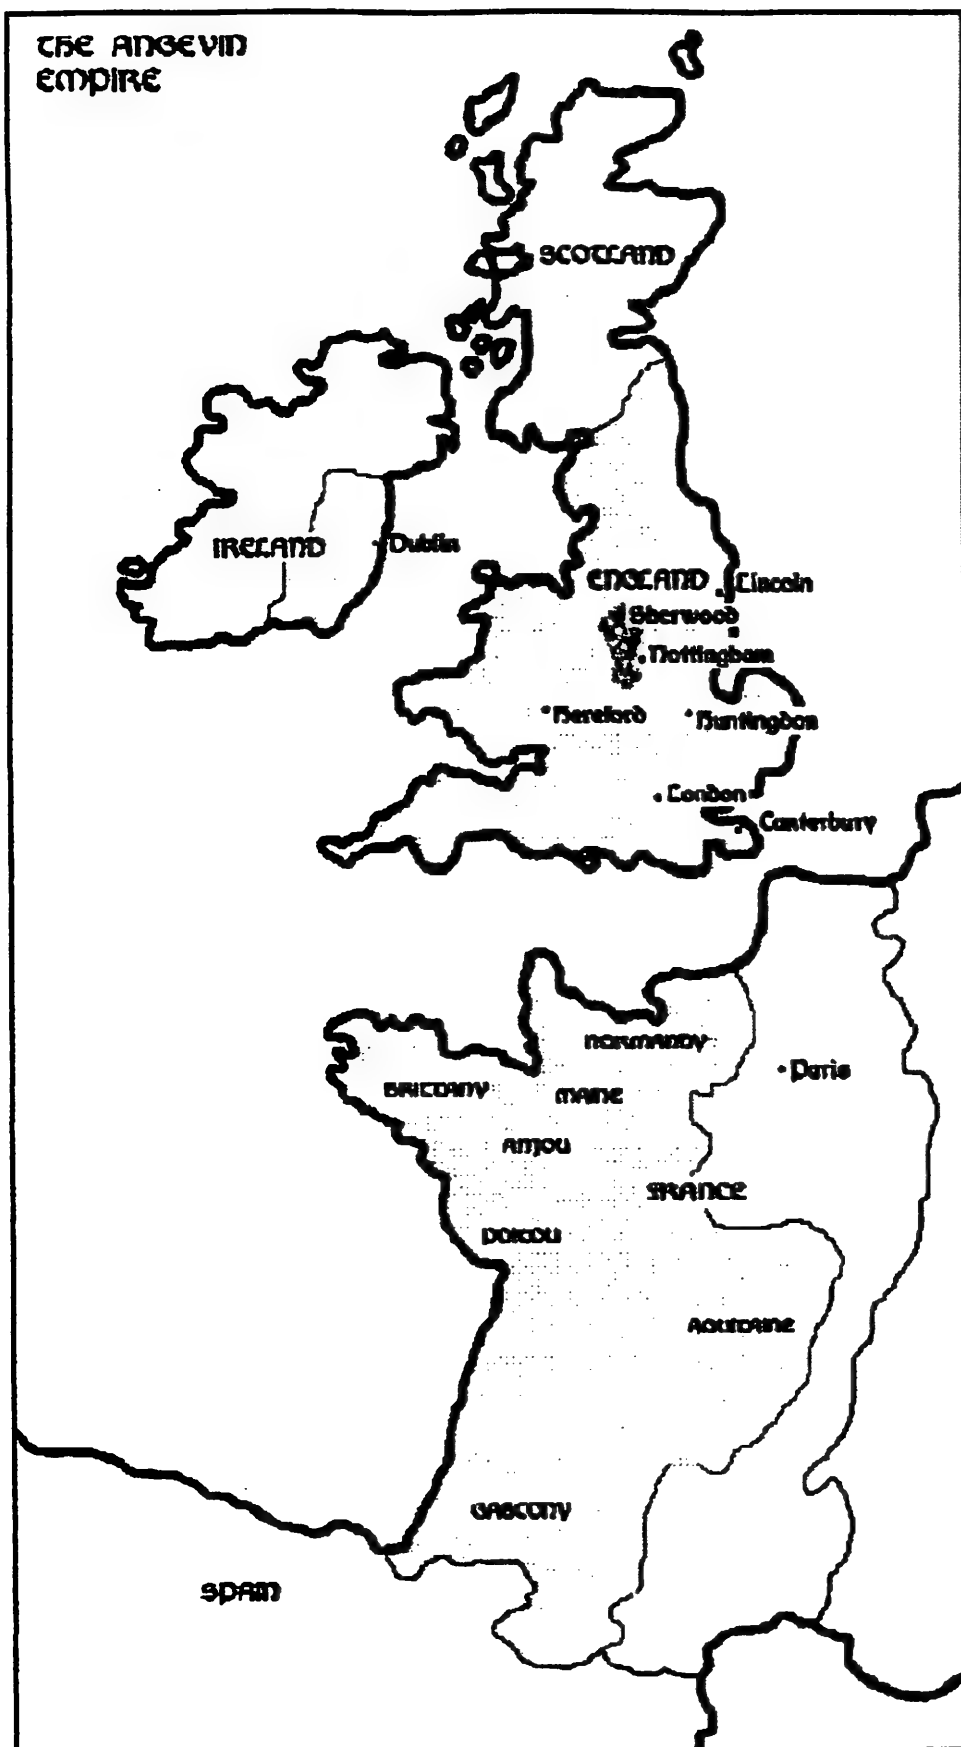 THE ANGEVIN
EMPIRE
SCOTLAND
IRELAND
Dublin
ENGLAND
Lincoln
Sherwood
Nottingham
Hereford
Huntingdon
London
Canterbury
NORMANDY
Paris
BRITTANY
MAINE
ANJOU
FRANCE
POITOU
AQUITAINE
GASCONY
SPAIN